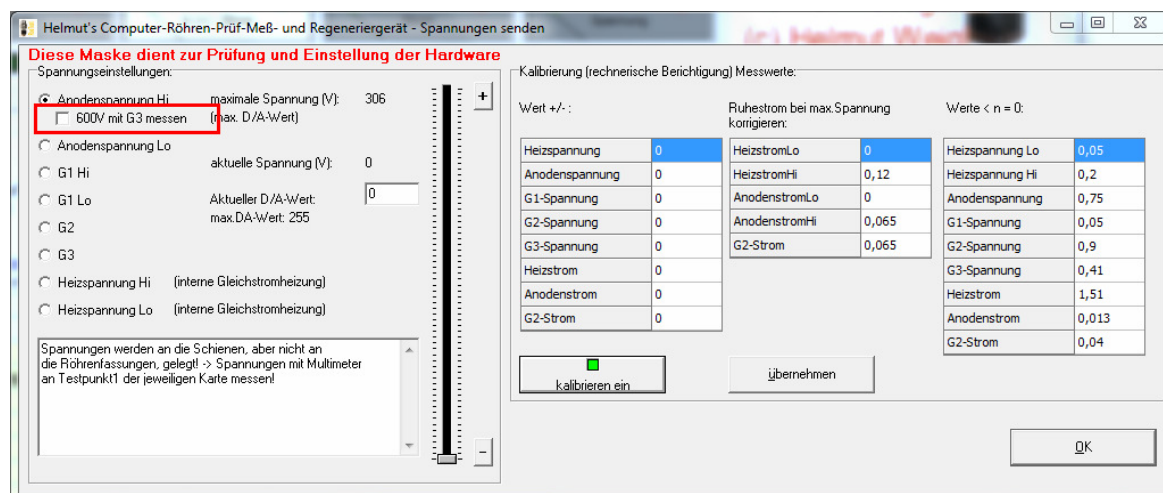 Helmut's Computer-Röhren-Prüf-Meß- und Regeneriergerät - Spannungen senden
Diese Maske dient zur Prüfung und Einstellung der Hardware
Spannungseinstellungen:
Anodenspannung Hi
maximale Spannung (V): 306
600V mit G3 messen
(max. D/A-Wert)
Anodenspannung Lo
aktuelle Spannung (V): 0
G1 Hi
G1 Lo
Aktueller D/A-Wert: 0
max.DA-Wert: 255
G2
G3
Heizspannung Hi (interne Gleichstromheizung)
Heizspannung Lo (interne Gleichstromheizung)
Spannungen werden an die Schienen, aber nicht an
die Röhrenfassungen, gelegt! -> Spannungen mit Multimeter
an Testpunkt1 der jeweiligen Karte messen!
+
-
Kalibrierung (rechnerische Berichtigung) Messwerte:
Wert +/- :
Heizspannung 0
Anodenspannung 0
G1-Spannung 0
G2-Spannung 0
G3-Spannung 0
Heizstrom 0
Anodenstrom 0
G2-Strom 0
kalibrieren ein
Ruhestrom bei max.Spannung
korrigieren:
HeizstromLo 0
HeizstromHi 0,12
AnodenstromLo 0
AnodenstromHi 0,065
G2-Strom 0,065
übernehmen
Werte < n = 0:
Heizspannung Lo 0,05
Heizspannung Hi 0,2
Anodenspannung 0,75
G1-Spannung 0,05
G2-Spannung 0,9
G3-Spannung 0,41
Heizstrom 1,51
Anodenstrom 0,013
G2-Strom 0,04
OK